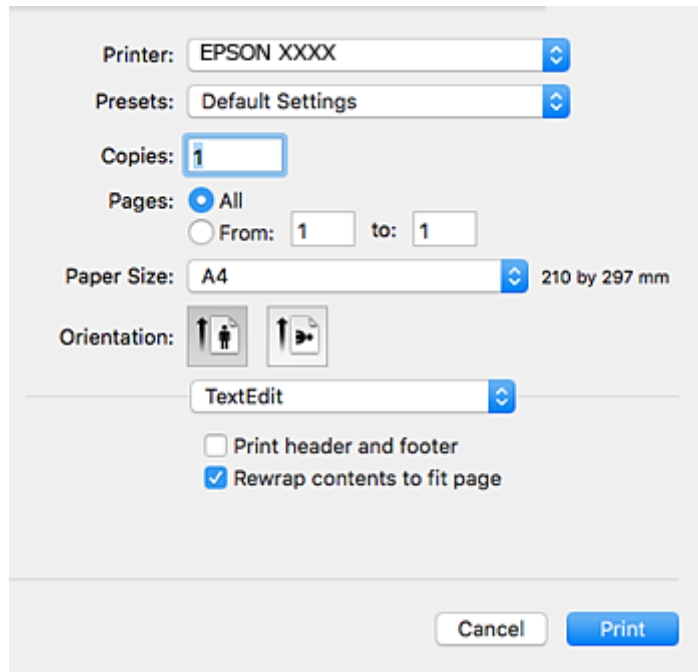 Printer: EPSON XXXX
Presets: Default Settings
Copies: 1
Pages: All
From: 1 to: 1
Paper Size: A4 210 by 297 mm
Orientation:
TextEdit
Print header and footer
Rewrap contents to fit page
Cancel Print